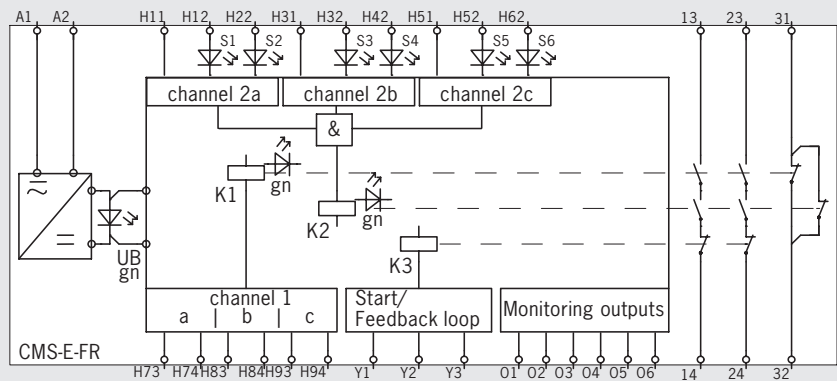 A1 A2 H11 H12 H22 H31 H32 H42 H51 H52 H62 13 23 31
S1 S2 S3 S4 S5 S6
channel 2a channel 2b channel 2c
&
K1 gn
K2 gn
K3
UB
gn
channel 1
a | b | c
Start/
Feedback loop
Monitoring outputs
CMS-E-FR
H73 H74 H83 H84 H93 H94 Y1 Y2 Y3 O1 O2 O3 O4 O5 O6 14 24 32